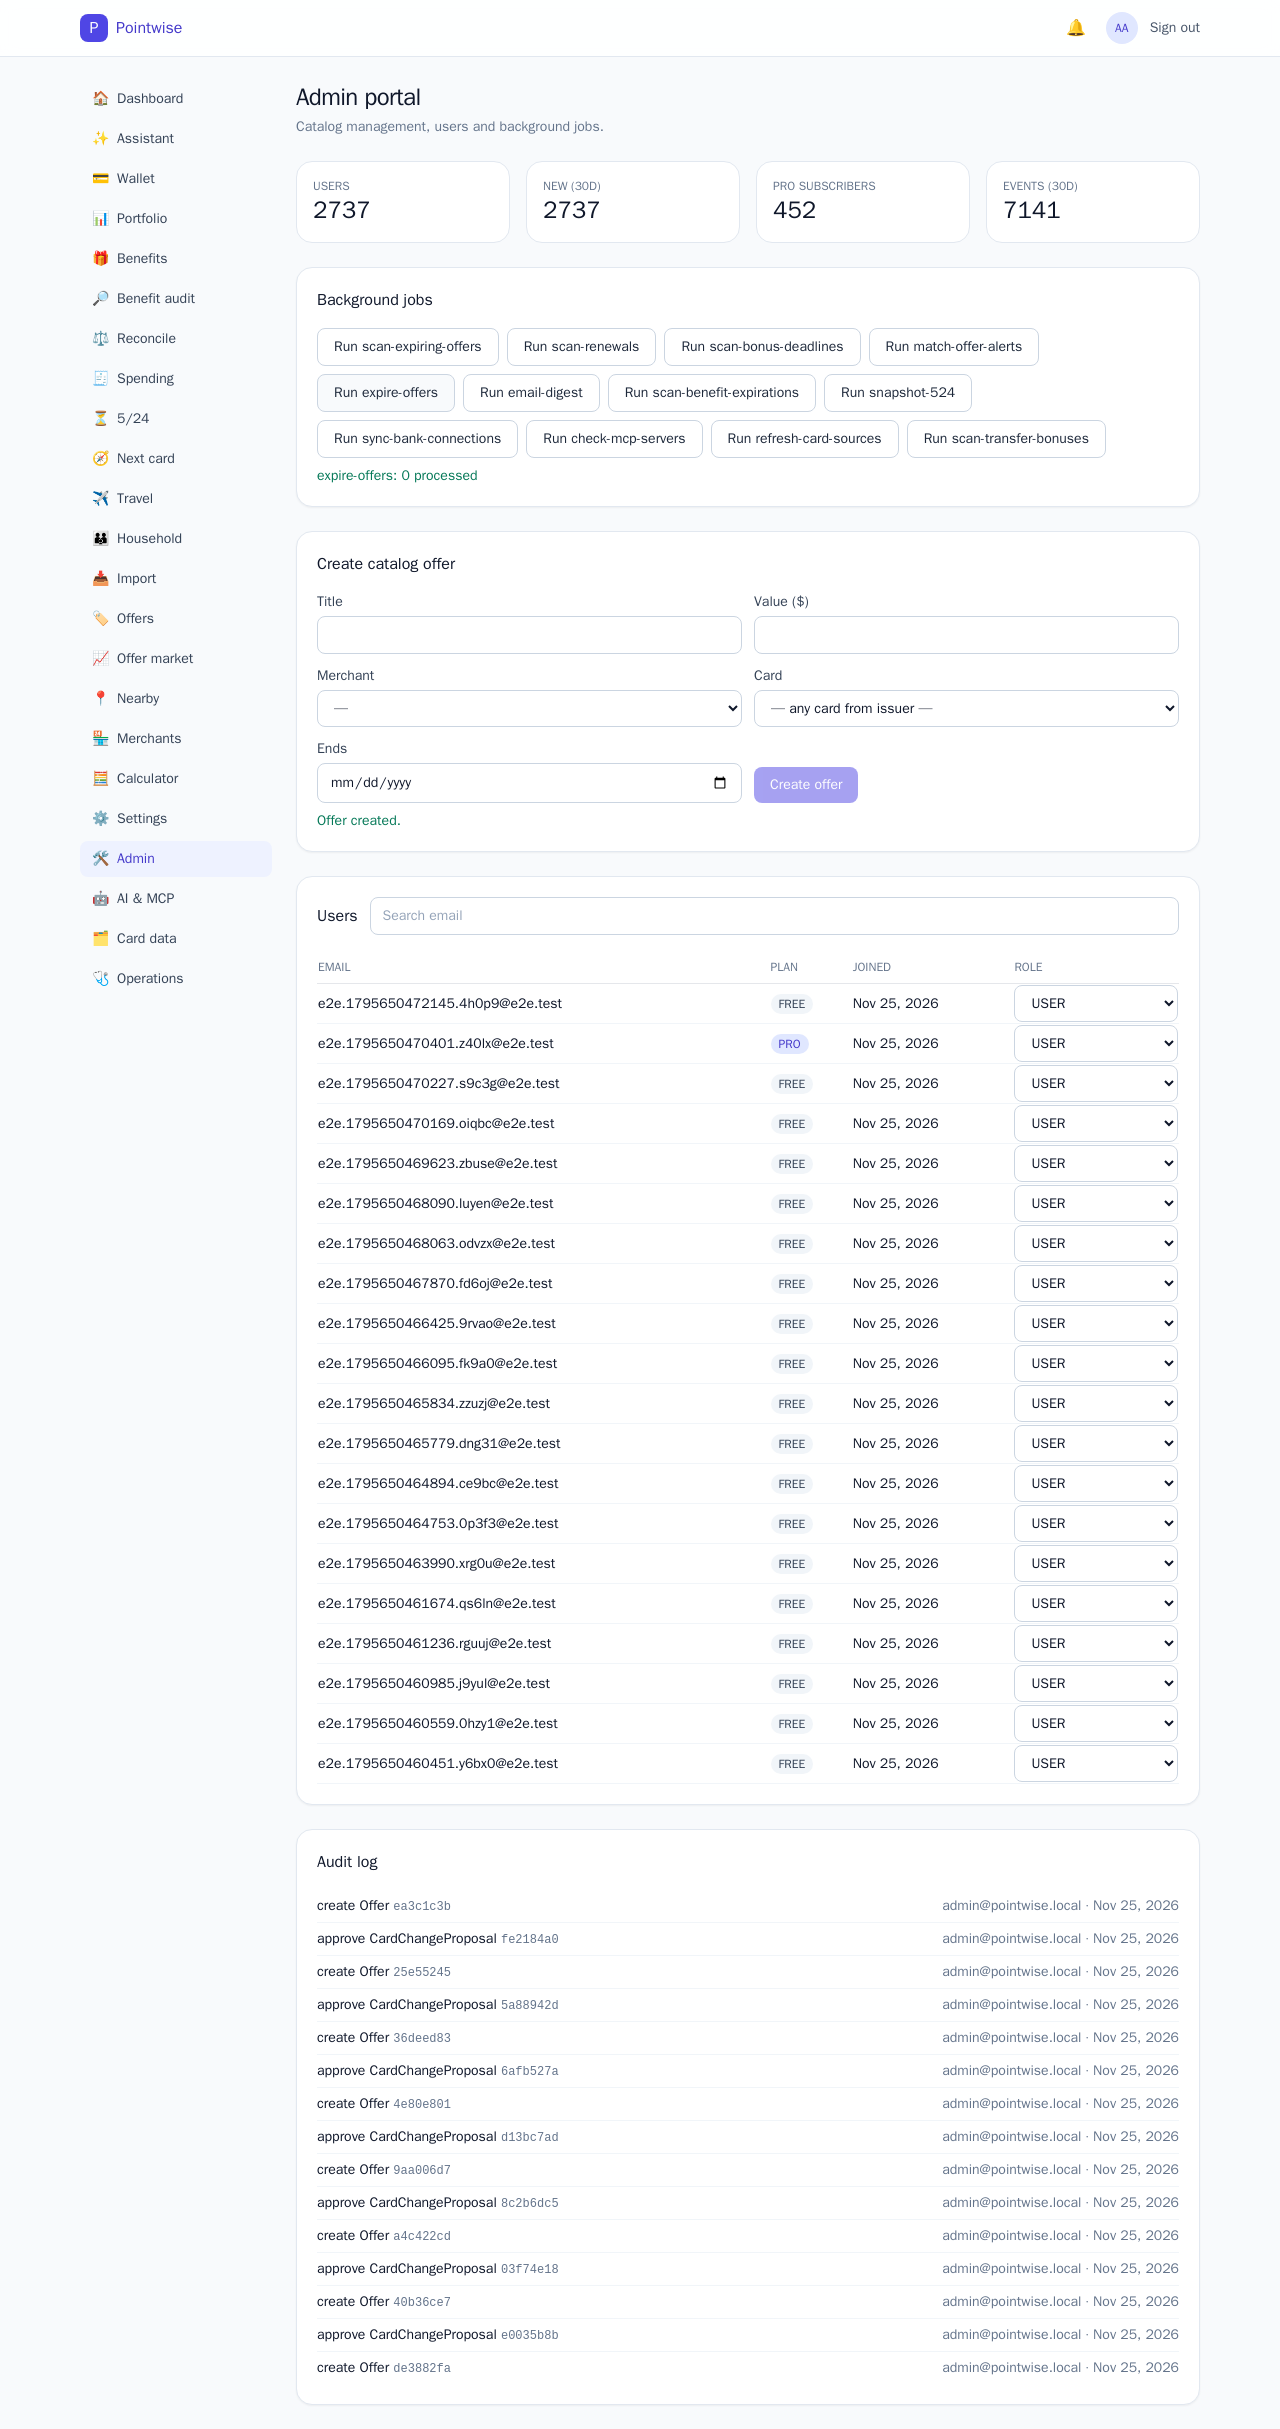 P Pointwise
AA Sign out
Dashboard
Assistant
Wallet
Portfolio
Benefits
Benefit audit
Reconcile
Spending
5/24
Next card
Travel
Household
Import
Offers
Offer market
Nearby
Merchants
Calculator
Settings
Admin
AI & MCP
Card data
Operations
Admin portal
Catalog management, users and background jobs.
USERS
2737
NEW (30D)
2737
PRO SUBSCRIBERS
452
EVENTS (30D)
7141
Background jobs
Run scan-expiring-offers Run scan-renewals Run scan-bonus-deadlines Run match-offer-alerts
Run expire-offers Run email-digest Run scan-benefit-expirations Run snapshot-524
Run sync-bank-connections Run check-mcp-servers Run refresh-card-sources Run scan-transfer-bonuses
expire-offers: 0 processed
Create catalog offer
Title Value ($)
Merchant Card
— — any card from issuer —
Ends
mm/dd/yyyy Create offer
Offer created.
Users Search email
EMAIL PLAN JOINED ROLE
e2e.1795650472145.4h0p9@e2e.test FREE Nov 25, 2026 USER
e2e.1795650470401.z40lx@e2e.test PRO Nov 25, 2026 USER
e2e.1795650470227.s9c3g@e2e.test FREE Nov 25, 2026 USER
e2e.1795650470169.oiqbc@e2e.test FREE Nov 25, 2026 USER
e2e.1795650469623.zbuse@e2e.test FREE Nov 25, 2026 USER
e2e.1795650468090.luyen@e2e.test FREE Nov 25, 2026 USER
e2e.1795650468063.odvzx@e2e.test FREE Nov 25, 2026 USER
e2e.1795650467870.fd6oj@e2e.test FREE Nov 25, 2026 USER
e2e.1795650466425.9rvao@e2e.test FREE Nov 25, 2026 USER
e2e.1795650466095.fk9a0@e2e.test FREE Nov 25, 2026 USER
e2e.1795650465834.zzuzj@e2e.test FREE Nov 25, 2026 USER
e2e.1795650465779.dng31@e2e.test FREE Nov 25, 2026 USER
e2e.1795650464894.ce9bc@e2e.test FREE Nov 25, 2026 USER
e2e.1795650464753.0p3f3@e2e.test FREE Nov 25, 2026 USER
e2e.1795650463990.xrg0u@e2e.test FREE Nov 25, 2026 USER
e2e.1795650461674.qs6ln@e2e.test FREE Nov 25, 2026 USER
e2e.1795650461236.rguuj@e2e.test FREE Nov 25, 2026 USER
e2e.1795650460985.j9yul@e2e.test FREE Nov 25, 2026 USER
e2e.1795650460559.0hzy1@e2e.test FREE Nov 25, 2026 USER
e2e.1795650460451.y6bx0@e2e.test FREE Nov 25, 2026 USER
Audit log
create Offer ea3c1c3b admin@pointwise.local · Nov 25, 2026
approve CardChangeProposal fe2184a0 admin@pointwise.local · Nov 25, 2026
create Offer 25e55245 admin@pointwise.local · Nov 25, 2026
approve CardChangeProposal 5a88942d admin@pointwise.local · Nov 25, 2026
create Offer 36deed83 admin@pointwise.local · Nov 25, 2026
approve CardChangeProposal 6afb527a admin@pointwise.local · Nov 25, 2026
create Offer 4e80e801 admin@pointwise.local · Nov 25, 2026
approve CardChangeProposal d13bc7ad admin@pointwise.local · Nov 25, 2026
create Offer 9aa006d7 admin@pointwise.local · Nov 25, 2026
approve CardChangeProposal 8c2b6dc5 admin@pointwise.local · Nov 25, 2026
create Offer a4c422cd admin@pointwise.local · Nov 25, 2026
approve CardChangeProposal 03f74e18 admin@pointwise.local · Nov 25, 2026
create Offer 40b36ce7 admin@pointwise.local · Nov 25, 2026
approve CardChangeProposal e0035b8b admin@pointwise.local · Nov 25, 2026
create Offer de3882fa admin@pointwise.local · Nov 25, 2026